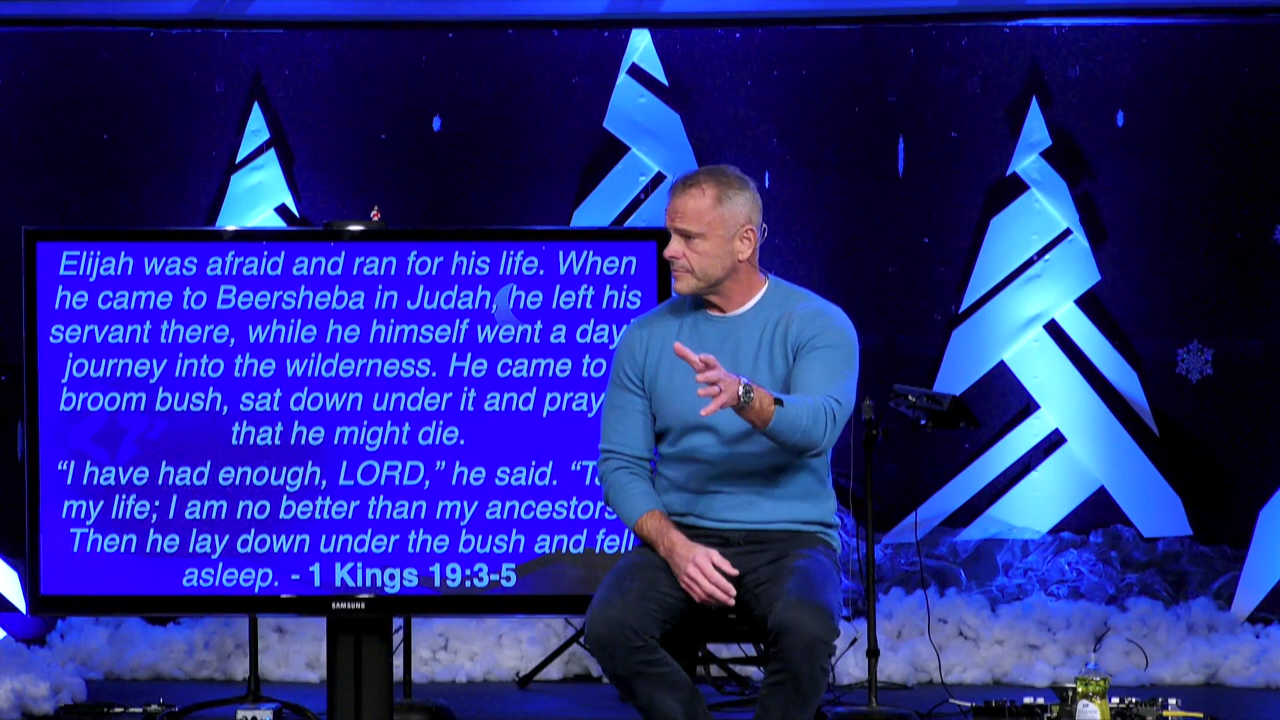 Elijah was afraid and ran for his life. When
he came to Beersheba in Judah, he left his
servant there, while he himself went a day
journey into the wilderness. He came to
broom bush, sat down under it and pray
that he might die.
“I have had enough, LORD,” he said. “T
my life; I am no better than my ancestors
Then he lay down under the bush and fell
asleep. - 1 Kings 19:3-5
SAMSUNG